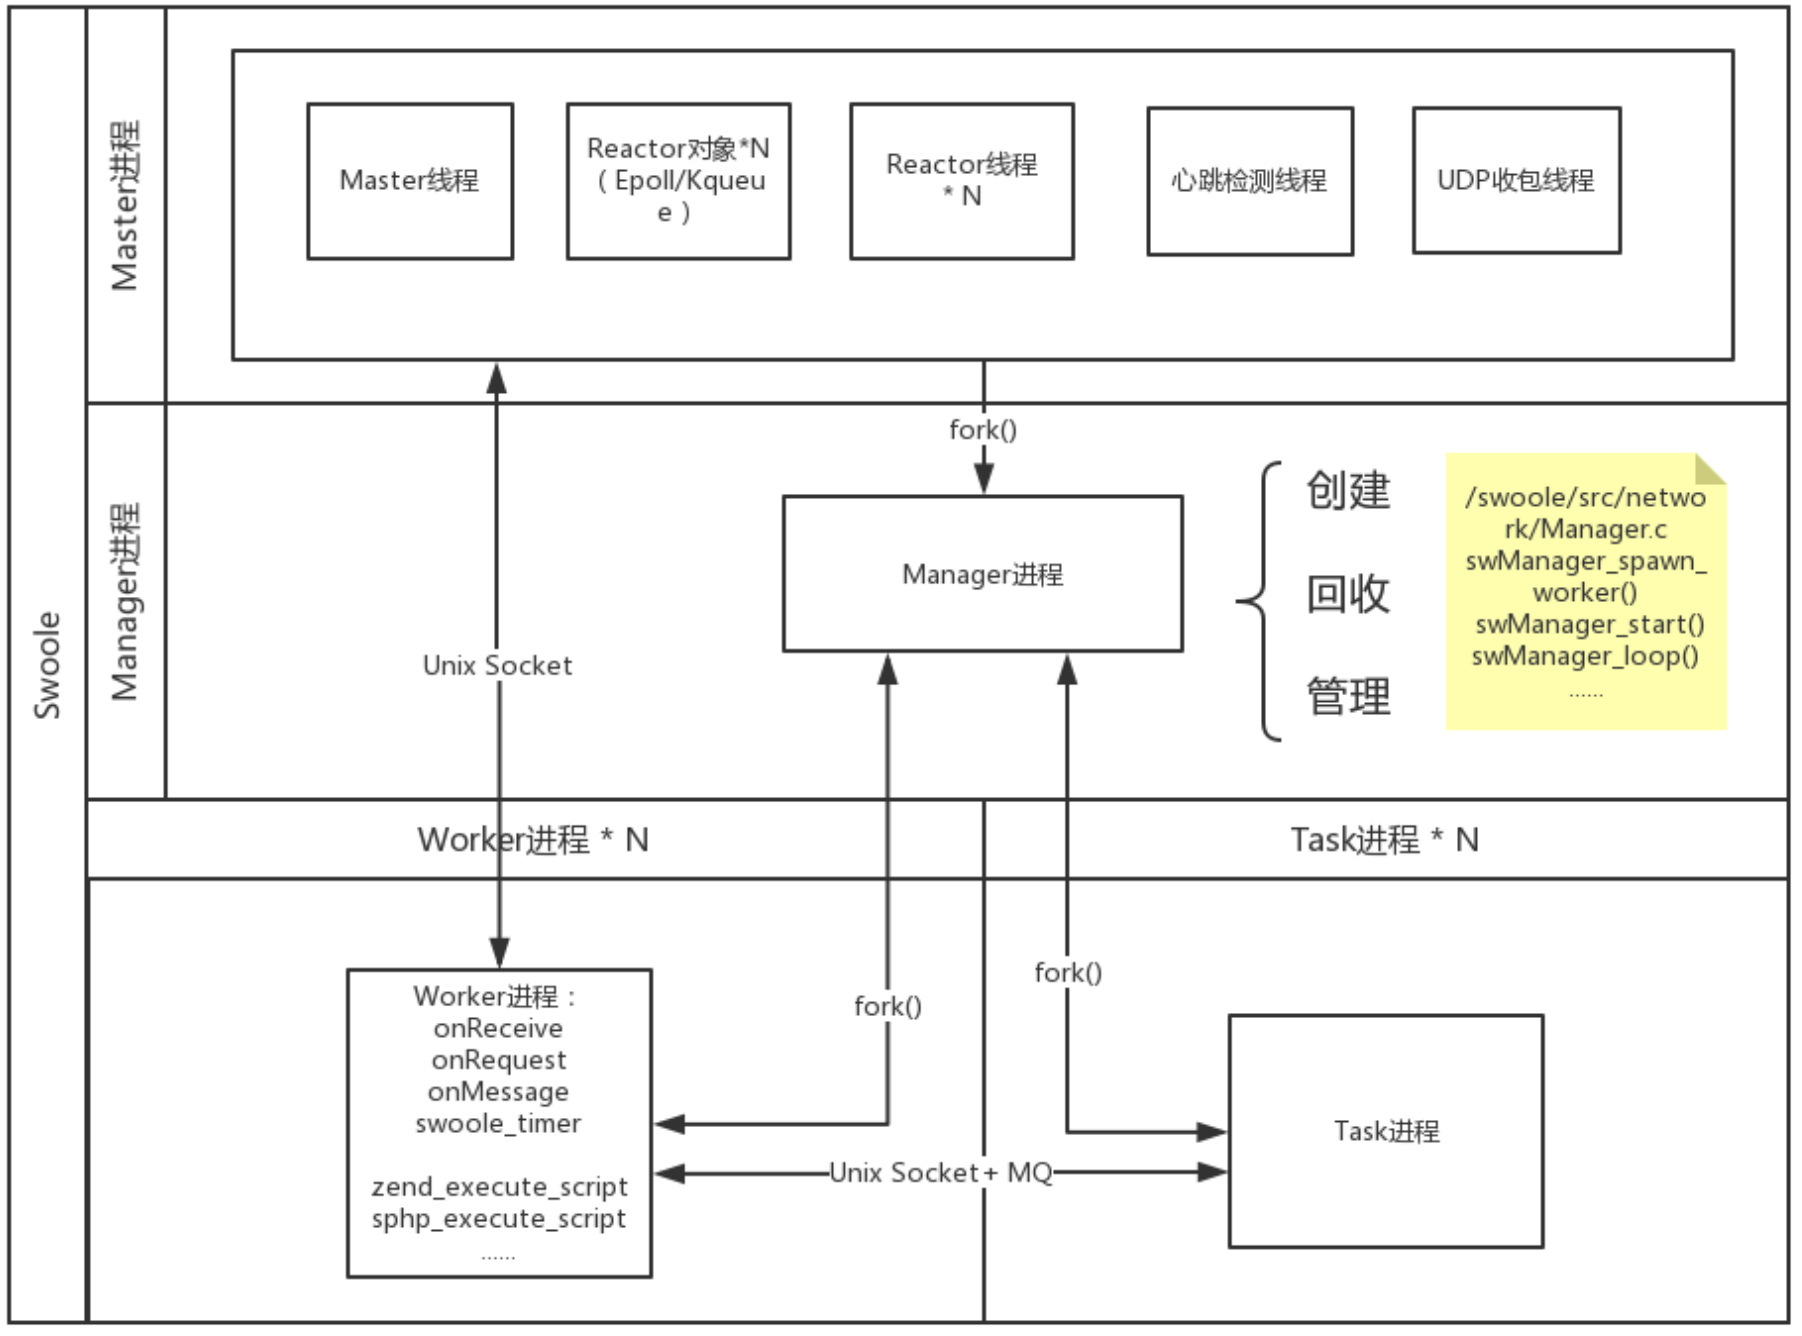 Swoole
Master进程
Master线程
Reactor对象*N
（Epoll/Kqueu
e）
Reactor线程
* N
心跳检测线程
UDP收包线程
fork()
Manager进程
Manager进程
创建
回收
管理
/swoole/src/netwo
rk/Manager.c
swManager_spawn_
worker()
swManager_start()
swManager_loop()
......
Unix Socket
Worker进程 * N
Task进程 * N
Worker进程：
onReceive
onRequest
onMessage
swoole_timer
zend_execute_script
sphp_execute_script
......
fork()
fork()
Unix Socket+ MQ
Task进程